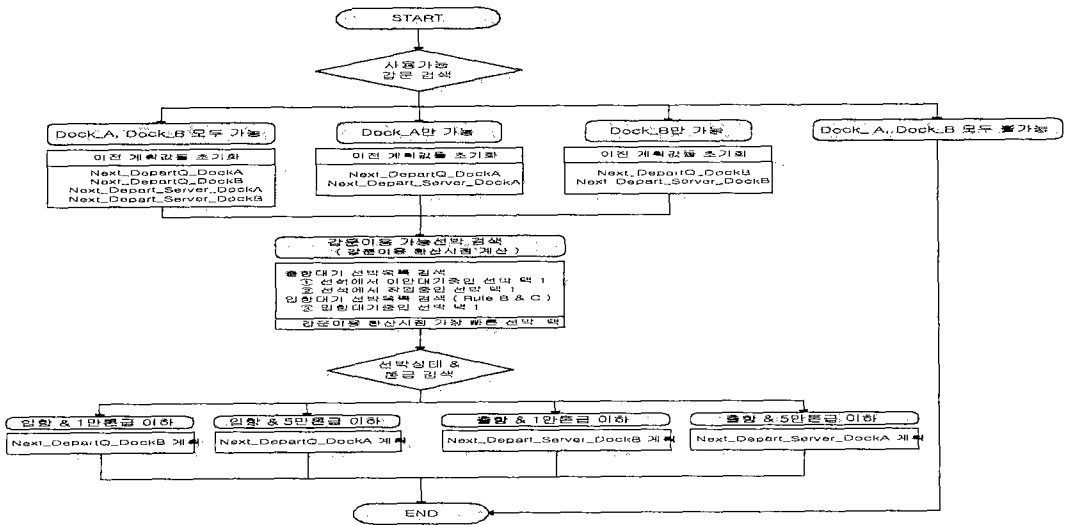 START
사용가능
갑문 검색
Dock_A, Dock_B 모두 가능
Dock_A만 가능
Dock_B만 가능
Dock_A, Dock_B 모두 불가능
이전 계획값들 초기화
Next_DepartQ_DockA
Next_DepartQ_DockB
Next_Depart_Server_DockA
Next_Depart_Server_DockB
이전 계획값들 초기화
Next_DepartQ_DockA
Next_Depart_Server_DockA
이전 계획값들 초기화
Next_DepartQ_DockB
Next_Depart_Server_DockB
갑문이용 가능선박 검색
( 갑문이용 환산시점 계산 )
출항대기 선박목록 검색
① 선석에서 이안대기중인 선박 택 1
② 선석에서 작업중인 선박 택 1
입항대기 선박목록 검색 ( Rule B & C )
③ 입항대기중인 선박 택 1
갑문이용 환산시점 가장 빠른 선박 택
선박상태 &
톤급 검색
입항 & 1만톤급 이하
입항 & 5만톤급 이하
출항 & 1만톤급 이하
출항 & 5만톤급 이하
Next_DepartQ_DockB 계획
Next_DepartQ_DockA 계획
Next_Depart_Server_DockB 계획
Next_Depart_Server_DockA 계획
END